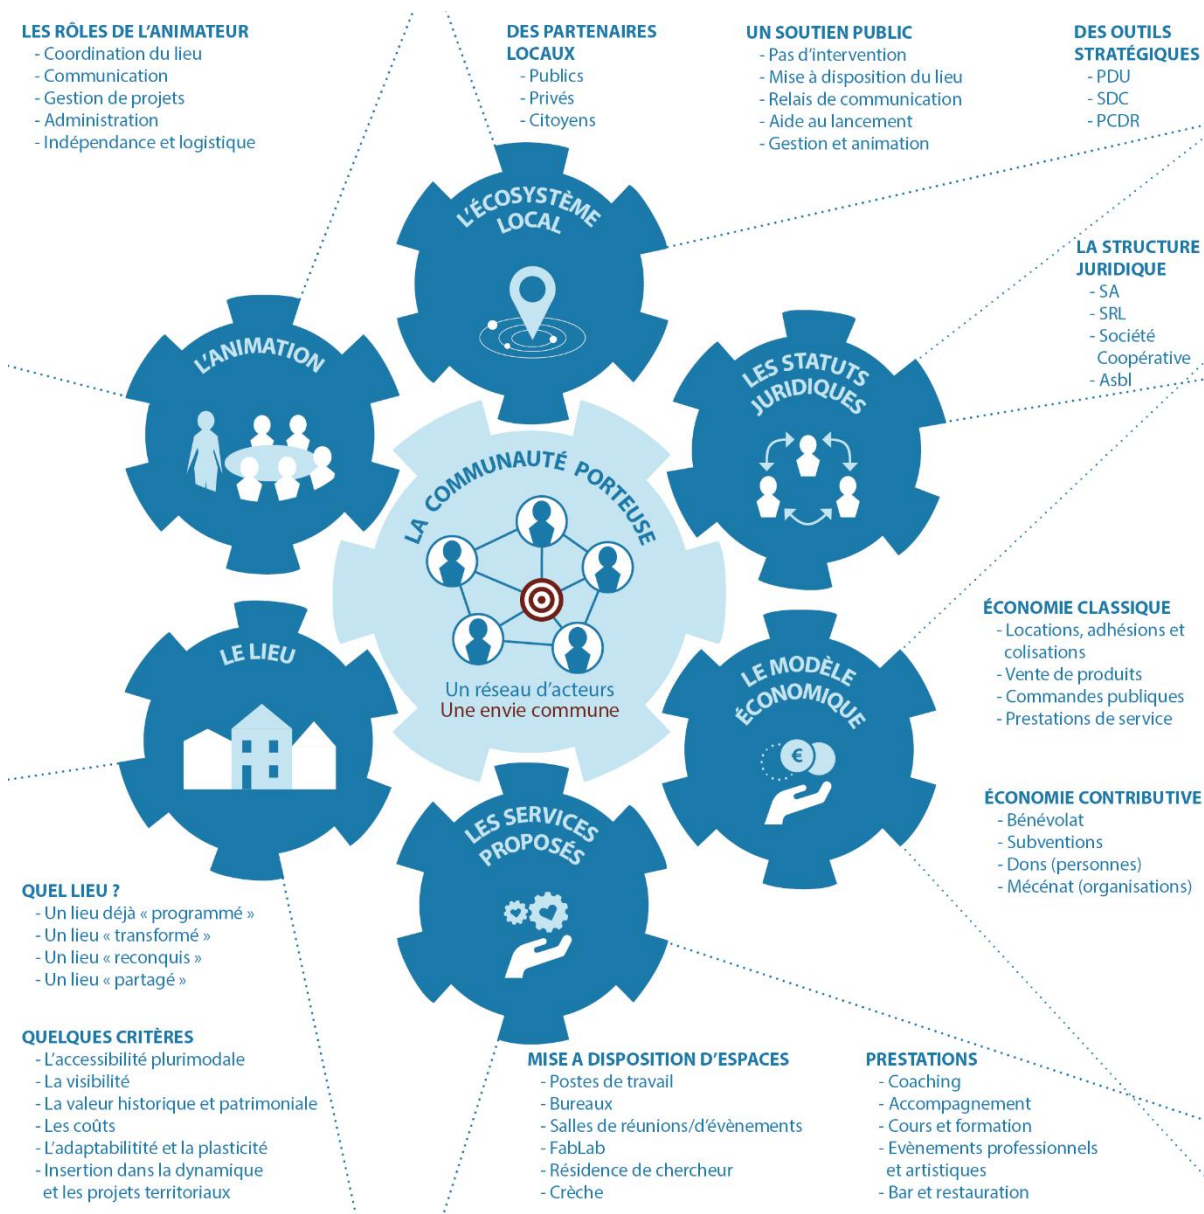 LES RÔLES DE L'ANIMATEUR
- Coordination du lieu
- Communication
- Gestion de projets
- Administration
- Indépendance et logistique
DES PARTENAIRES
LOCAUX
- Publics
- Privés
- Citoyens
UN SOUTIEN PUBLIC
- Pas d'intervention
- Mise à disposition du lieu
- Relais de communication
- Aide au lancement
- Gestion et animation
DES OUTILS
STRATÉGIQUES
- PDU
- SDC
- PCDR
L'ÉCOSYSTÈME
LOCAL
LA STRUCTURE
JURIDIQUE
- SA
- SRL
- Société
Coopérative
- Asbl
L'ANIMATION
LES STATUTS
JURIDIQUES
LA COMMUNAUTÉ PORTEUSE
Un réseau d'acteurs
Une envie commune
LE LIEU
LE MODÈLE
ÉCONOMIQUE
€
ÉCONOMIE CLASSIQUE
- Locations, adhésions et
colisations
- Vente de produits
- Commandes publiques
- Prestations de service
ÉCONOMIE CONTRIBUTIVE
- Bénévolat
- Subventions
- Dons (personnes)
- Mécénat (organisations)
LES SERVICES
PROPOSÉS
QUEL LIEU ?
- Un lieu déjà « programmé »
- Un lieu « transformé »
- Un lieu « reconquis »
- Un lieu « partagé »
QUELQUES CRITÈRES
- L'accessibilité plurimodale
- La visibilité
- La valeur historique et patrimoniale
- Les coûts
- L'adaptabilitité et la plasticité
- Insertion dans la dynamique
et les projets territoriaux
MISE A DISPOSITION D'ESPACES
- Postes de travail
- Bureaux
- Salles de réunions/d'évènements
- FabLab
- Résidence de chercheur
- Crèche
PRESTATIONS
- Coaching
- Accompagnement
- Cours et formation
- Evènements professionnels
et artistiques
- Bar et restauration